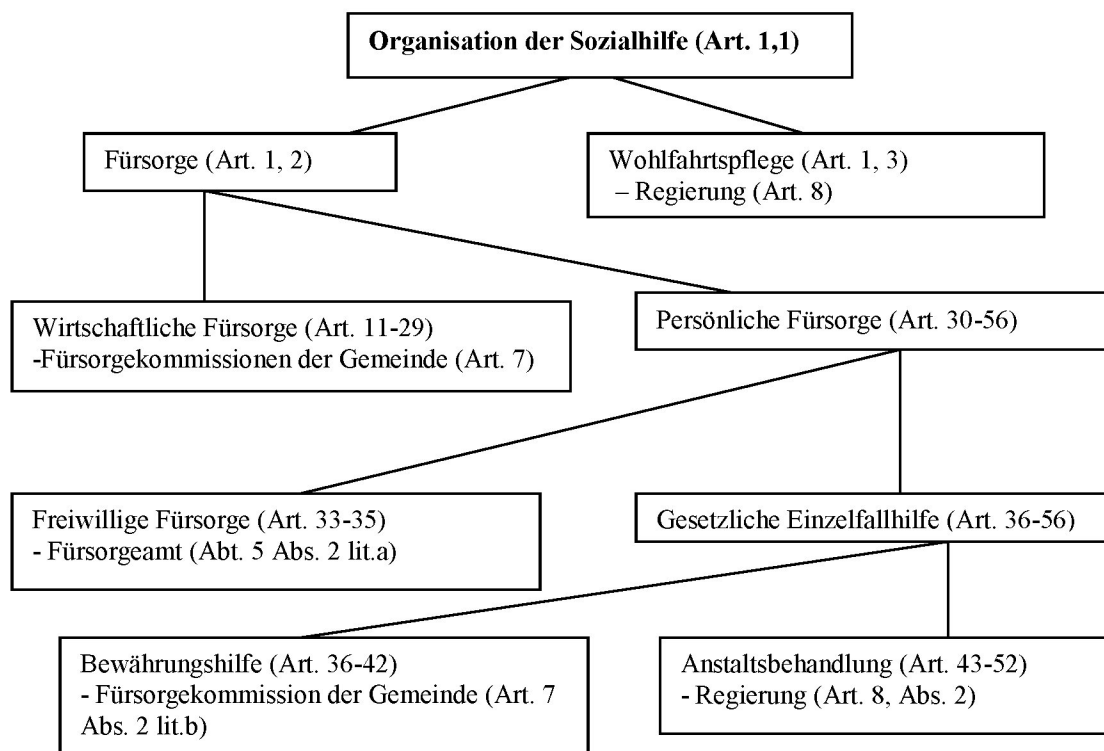 Organisation der Sozialhilfe (Art. 1,1)
Fürsorge (Art. 1, 2)
Wohlfahrtspflege (Art. 1, 3)
– Regierung (Art. 8)
Wirtschaftliche Fürsorge (Art. 11-29)
-Fürsorgekommissionen der Gemeinde (Art. 7)
Persönliche Fürsorge (Art. 30-56)
Freiwillige Fürsorge (Art. 33-35)
- Fürsorgeamt (Abt. 5 Abs. 2 lit.a)
Gesetzliche Einzelfallhilfe (Art. 36-56)
Bewährungshilfe (Art. 36-42)
- Fürsorgekommission der Gemeinde (Art. 7
Abs. 2 lit.b)
Anstaltsbehandlung (Art. 43-52)
- Regierung (Art. 8, Abs. 2)